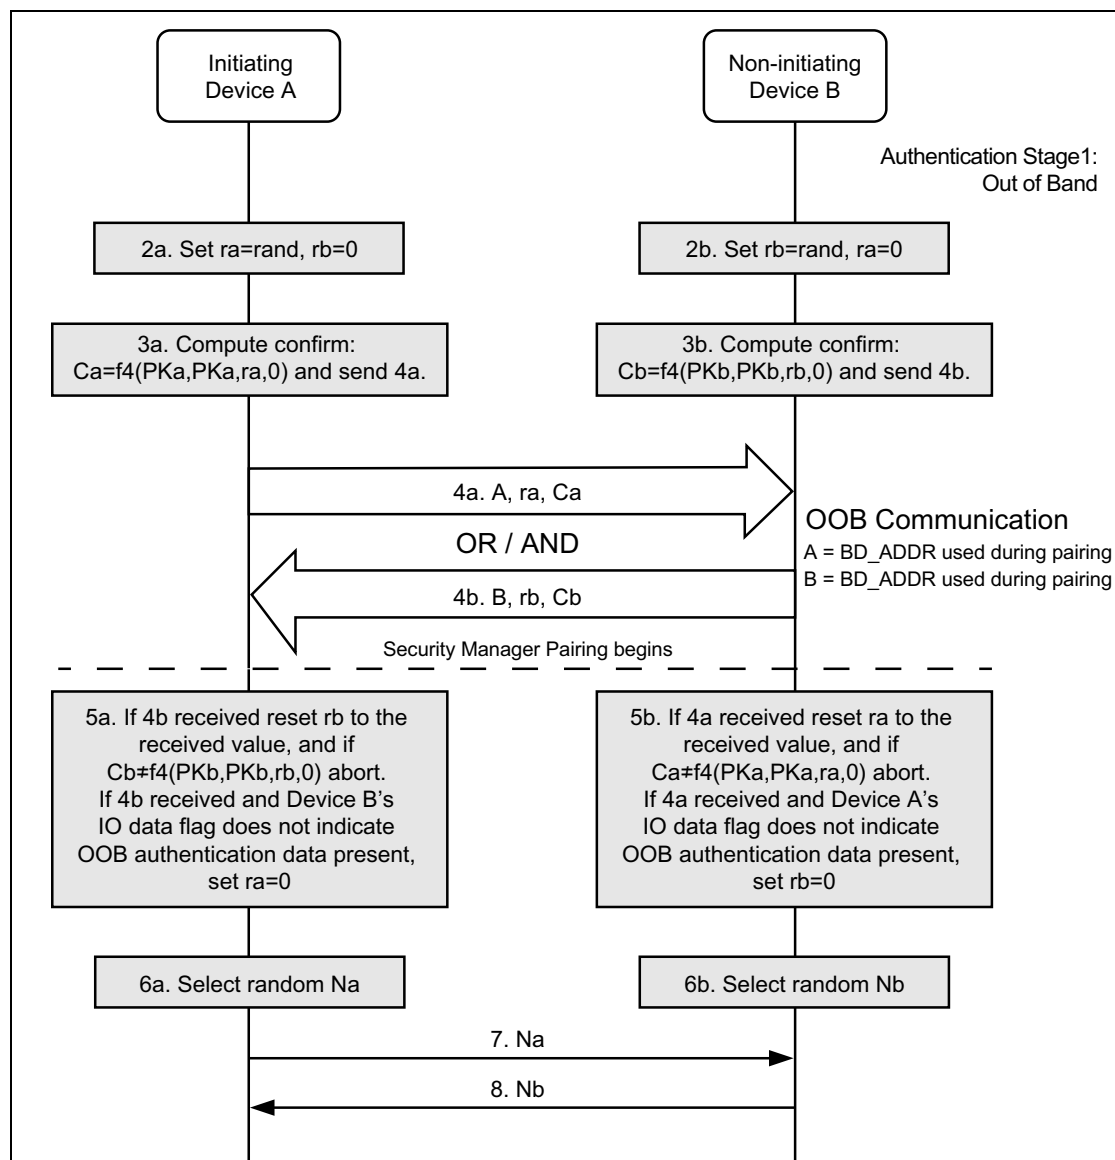 Initiating
Device A
Non-initiating
Device B
Authentication Stage1:
Out of Band
2a. Set ra=rand, rb=0
2b. Set rb=rand, ra=0
3a. Compute confirm:
Ca=f4(PKa,PKa,ra,0) and send 4a.
3b. Compute confirm:
Cb=f4(PKb,PKb,rb,0) and send 4b.
4a. A, ra, Ca
OOB Communication
A = BD_ADDR used during pairing
B = BD_ADDR used during pairing
OR / AND
4b. B, rb, Cb
Security Manager Pairing begins
5a. If 4b received reset rb to the
received value, and if
Cb≠f4(PKb,PKb,rb,0) abort.
If 4b received and Device B's
IO data flag does not indicate
OOB authentication data present,
set ra=0
5b. If 4a received reset ra to the
received value, and if
Ca≠f4(PKa,PKa,ra,0) abort.
If 4a received and Device A's
IO data flag does not indicate
OOB authentication data present,
set rb=0
6a. Select random Na
6b. Select random Nb
7. Na
8. Nb